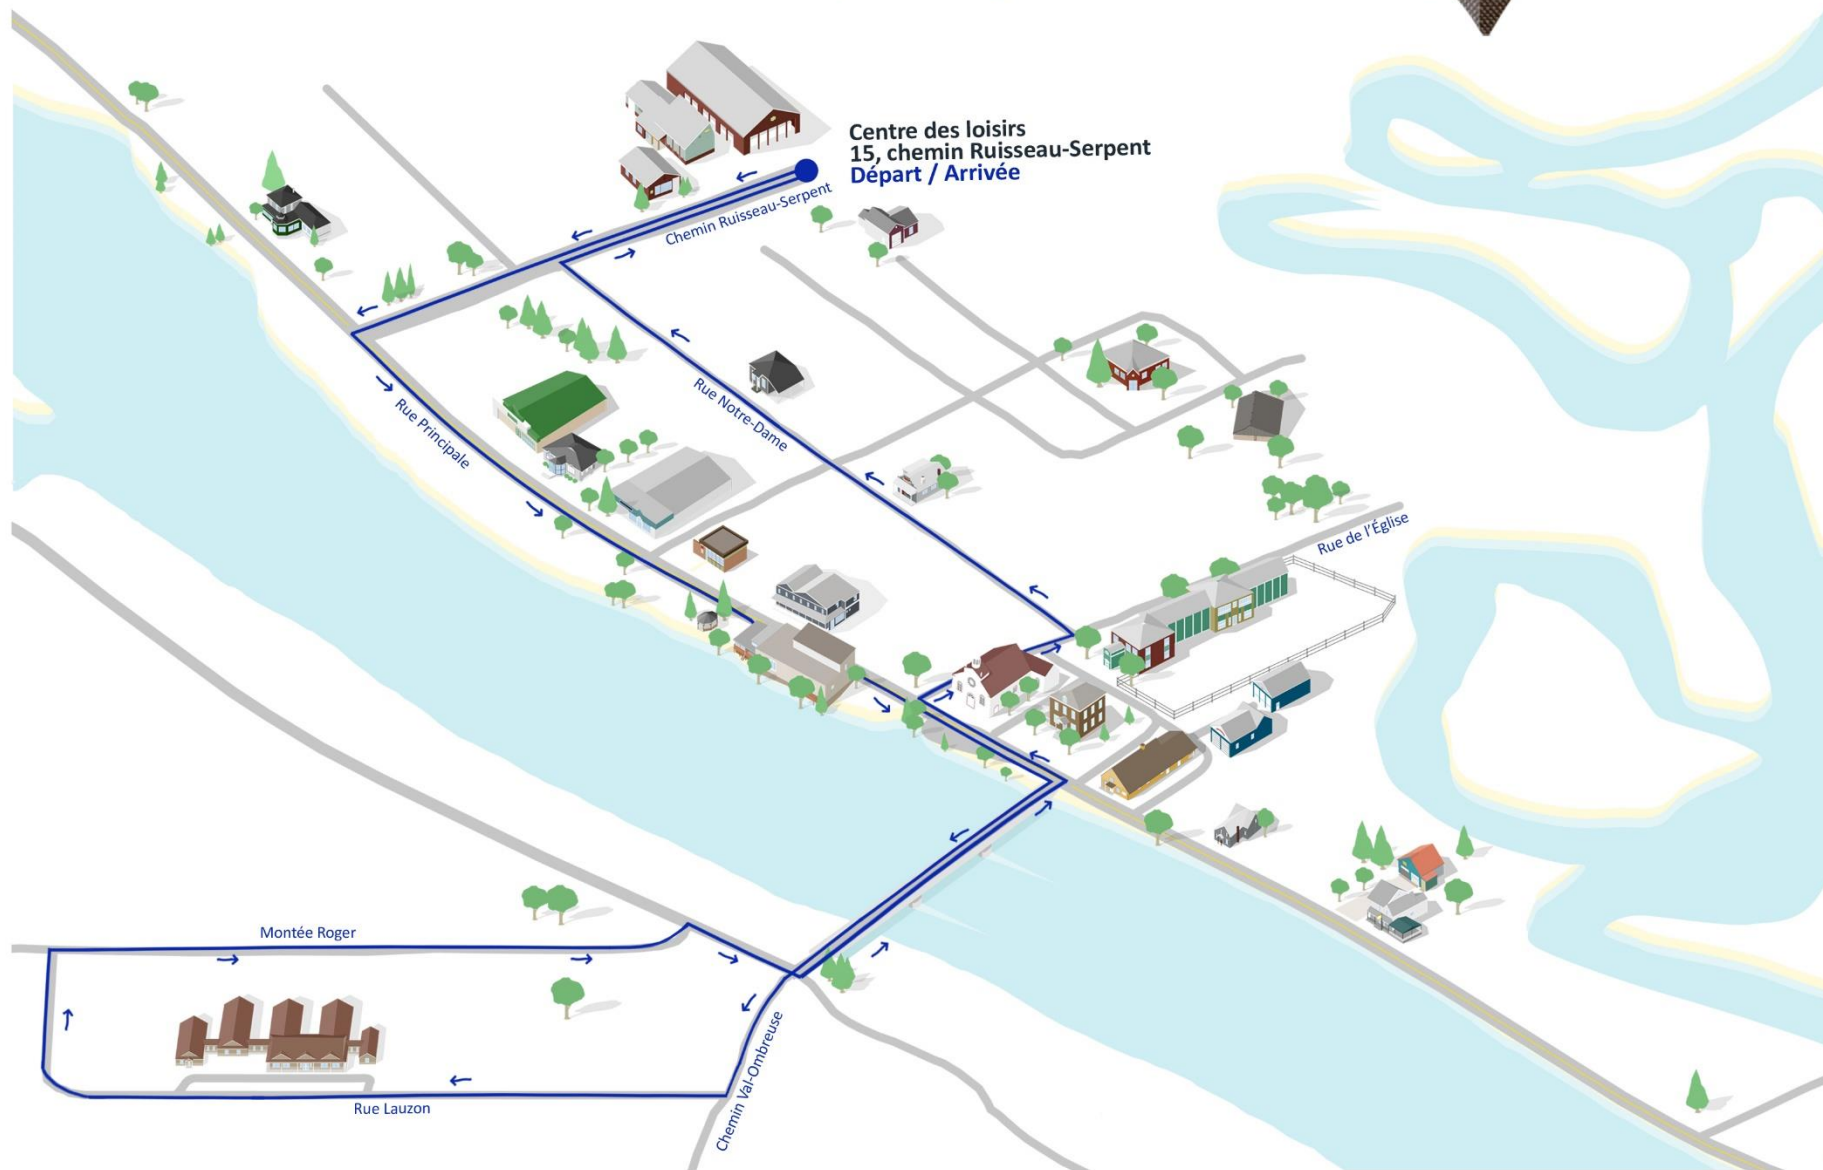 Centre des loisirs
15, chemin Ruisseau-Serpent
Départ / Arrivée
Chemin Ruisseau-Serpent
Rue Principale
Rue Notre-Dame
Rue de l'Église
Montée Roger
Rue Lauzon
Chemin Val-Ombreuse